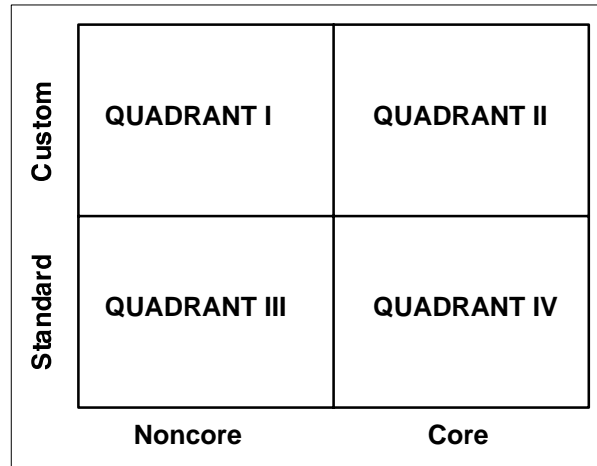 Custom
QUADRANT I
QUADRANT II
Standard
QUADRANT III
QUADRANT IV
Noncore
Core